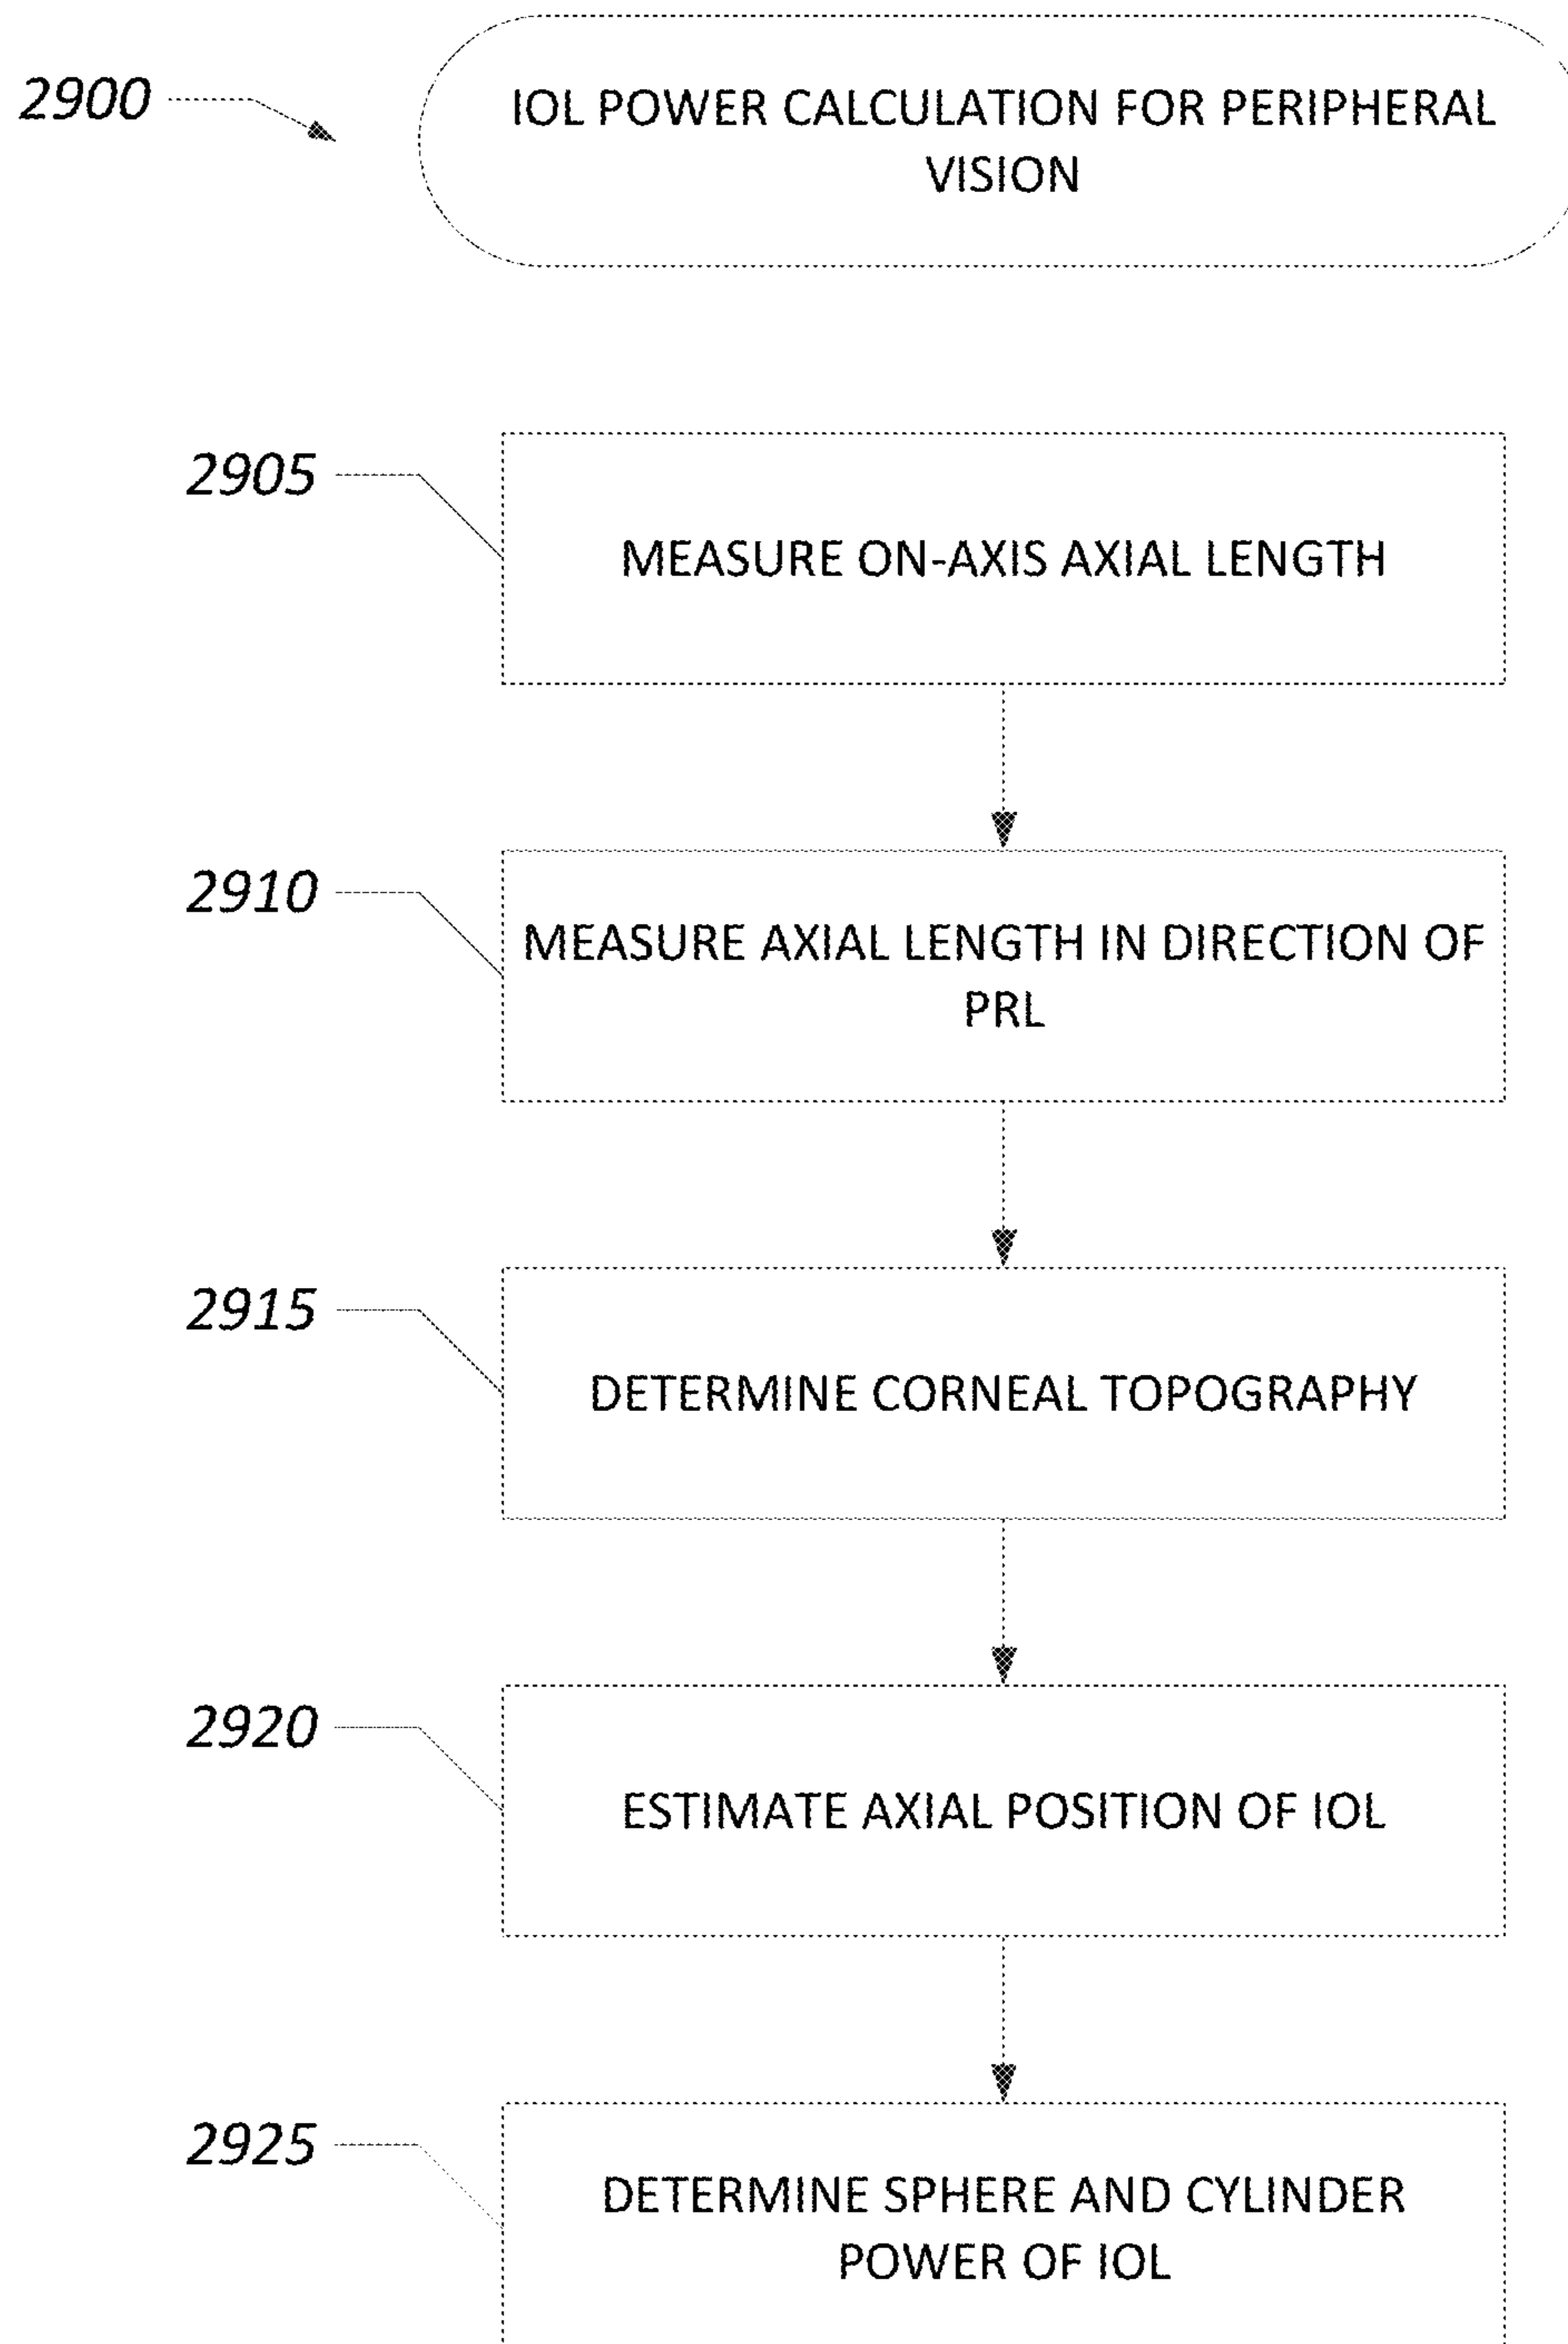 2900
IOL POWER CALCULATION FOR PERIPHERAL
VISION
2905
MEASURE ON-AXIS AXIAL LENGTH
2910
MEASURE AXIAL LENGTH IN DIRECTION OF
PRL
2915
DETERMINE CORNEAL TOPOGRAPHY
2920
ESTIMATE AXIAL POSITION OF IOL
2925
DETERMINE SPHERE AND CYLINDER
POWER OF IOL